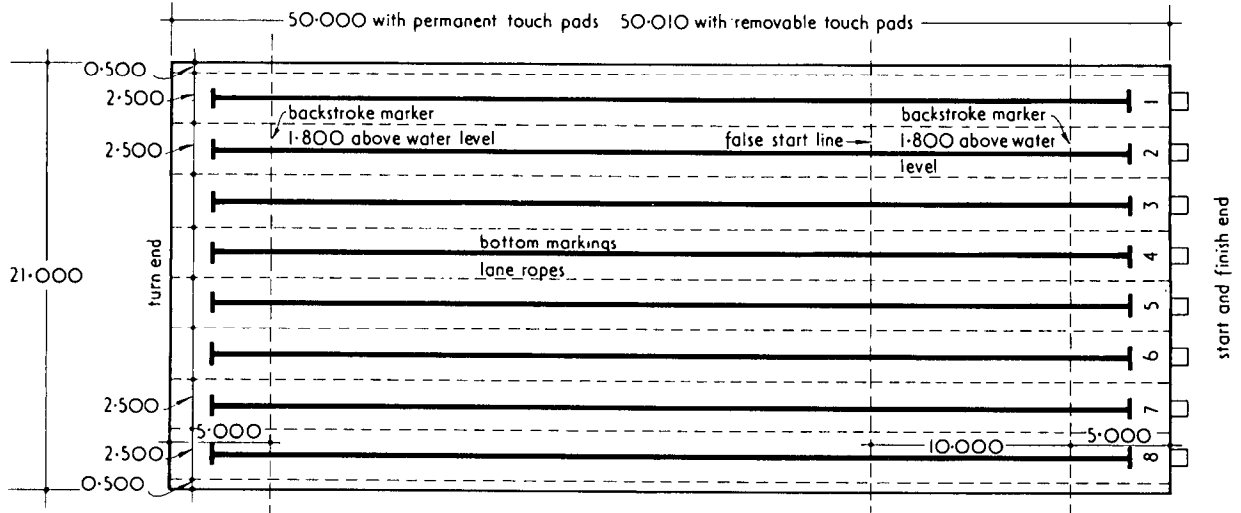 50·000 with permanent touch pads 50·010 with removable touch pads
0·500
2·500
backstroke marker
1·800 above water level
2·500
false start line
backstroke marker
1·800 above water
level
1
2
3
4
5
6
7
8
bottom markings
lane ropes
21·000
turn end
start and finish end
2·500
5·000
10·000
5·000
2·500
0·500